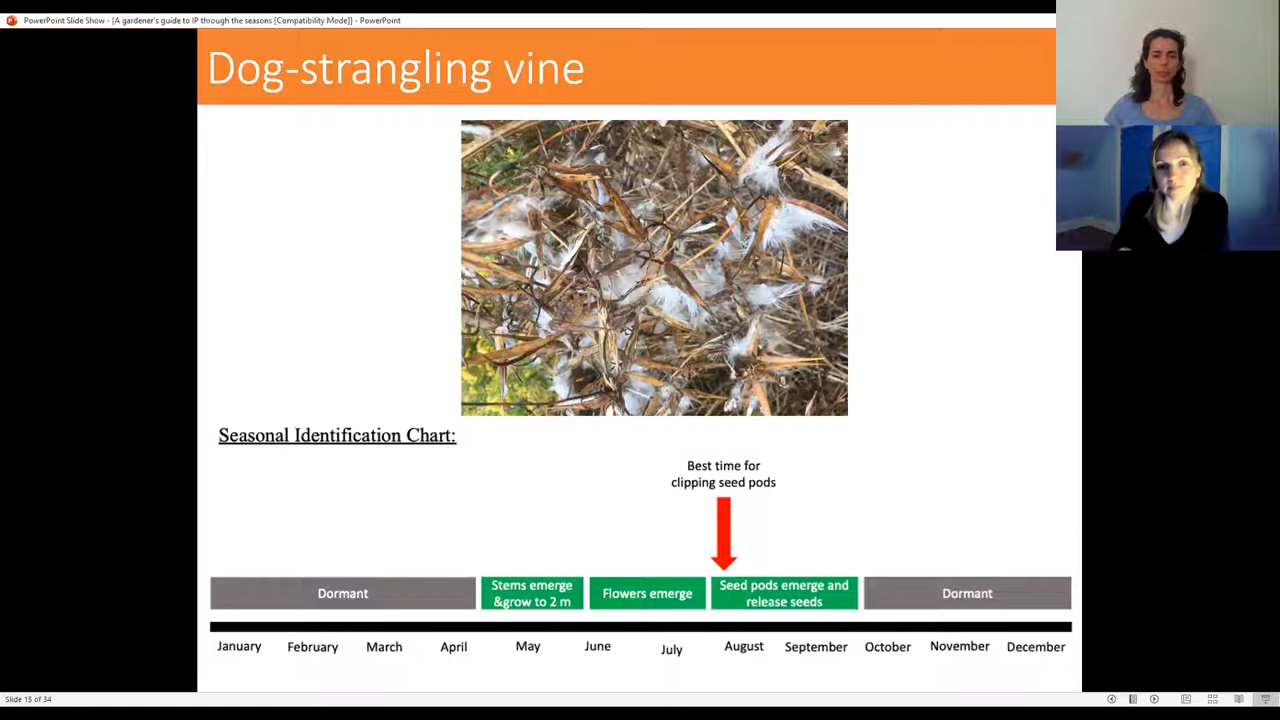 PowerPoint Slide Show - [A gardener's guide to IP through the seasons [Compatibility Mode]] - PowerPoint
Dog-strangling vine
Seasonal Identification Chart:
Best time for
clipping seed pods
Dormant
Stems emerge
&grow to 2 m
Flowers emerge
Seed pods emerge and
release seeds
Dormant
January February March April May June July August September October November December
Slide 15 of 34